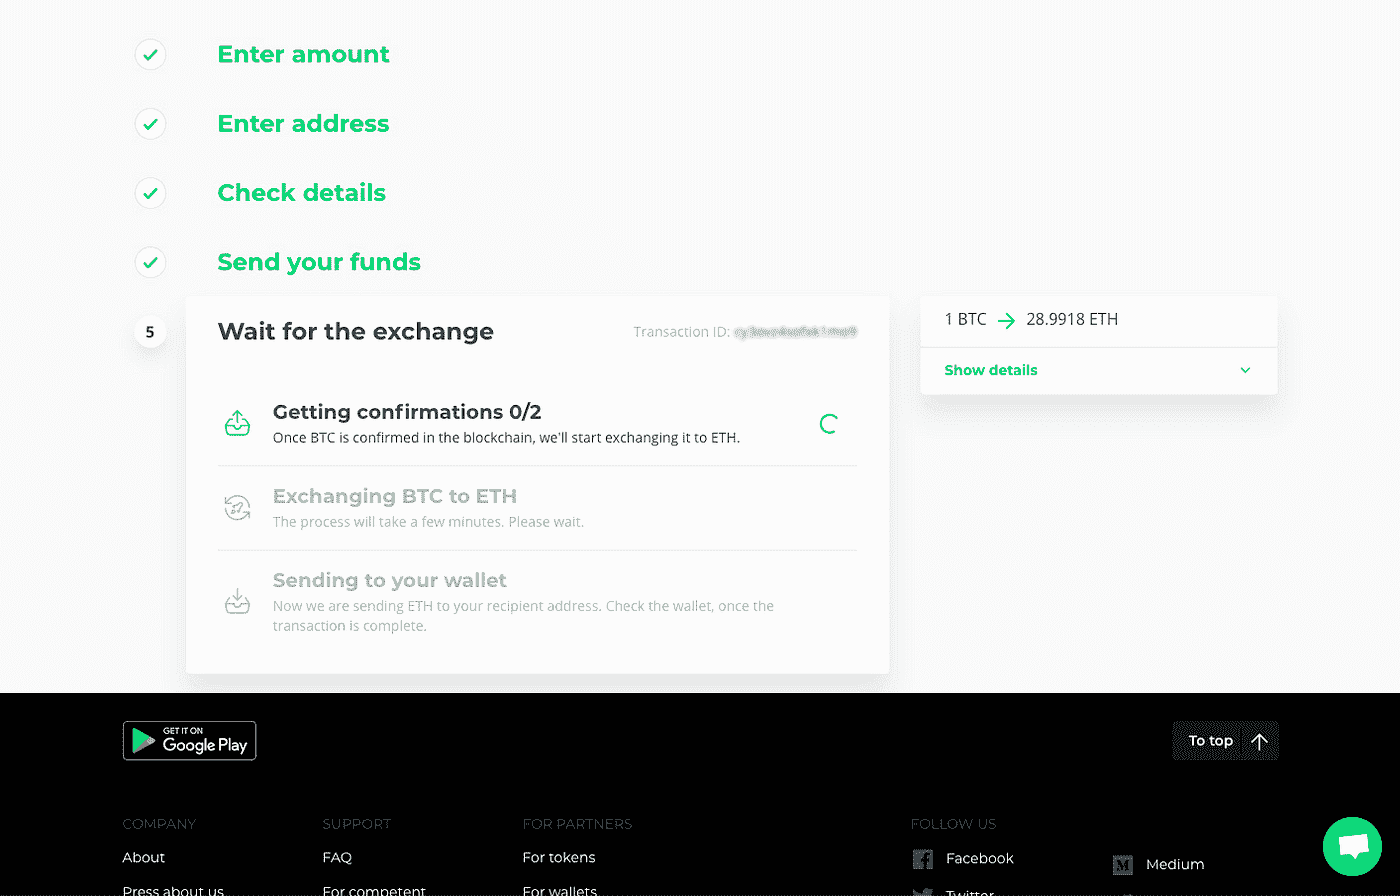 Enter amount
Enter address
Check details
Send your funds
5
Wait for the exchange
Transaction ID:
Getting confirmations 0/2
Once BTC is confirmed in the blockchain, we'll start exchanging it to ETH.
Exchanging BTC to ETH
The process will take a few minutes. Please wait.
Sending to your wallet
Now we are sending ETH to your recipient address. Check the wallet, once the
transaction is complete.
1 BTC → 28.9918 ETH
Show details
GET IT ON
Google Play
To top
COMPANY
About
Press about us
SUPPORT
FAQ
For competent
FOR PARTNERS
For tokens
For wallets
FOLLOW US
Facebook
Twitter
Medium